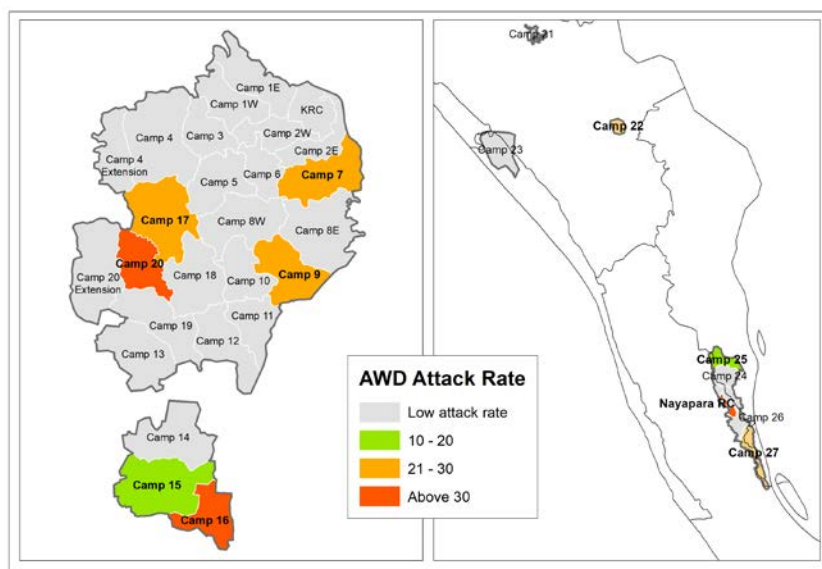 Camp 1E
Camp 1W
KRC
Camp 4
Camp 3
Camp 2W
Camp 2E
Camp 4
Extension
Camp 5
Camp 6
Camp 7
Camp 17
Camp 8W
Camp 8E
Camp 20
Camp 18
Camp 10
Camp 9
Camp 20
Extension
Camp 19
Camp 11
Camp 12
Camp 13
Camp 14
Camp 15
Camp 16
AWD Attack Rate
Low attack rate
10 - 20
21 - 30
Above 30
Camp 21
Camp 22
Camp 23
Camp 25
Camp 24
Nayapara RC
Camp 26
Camp 27